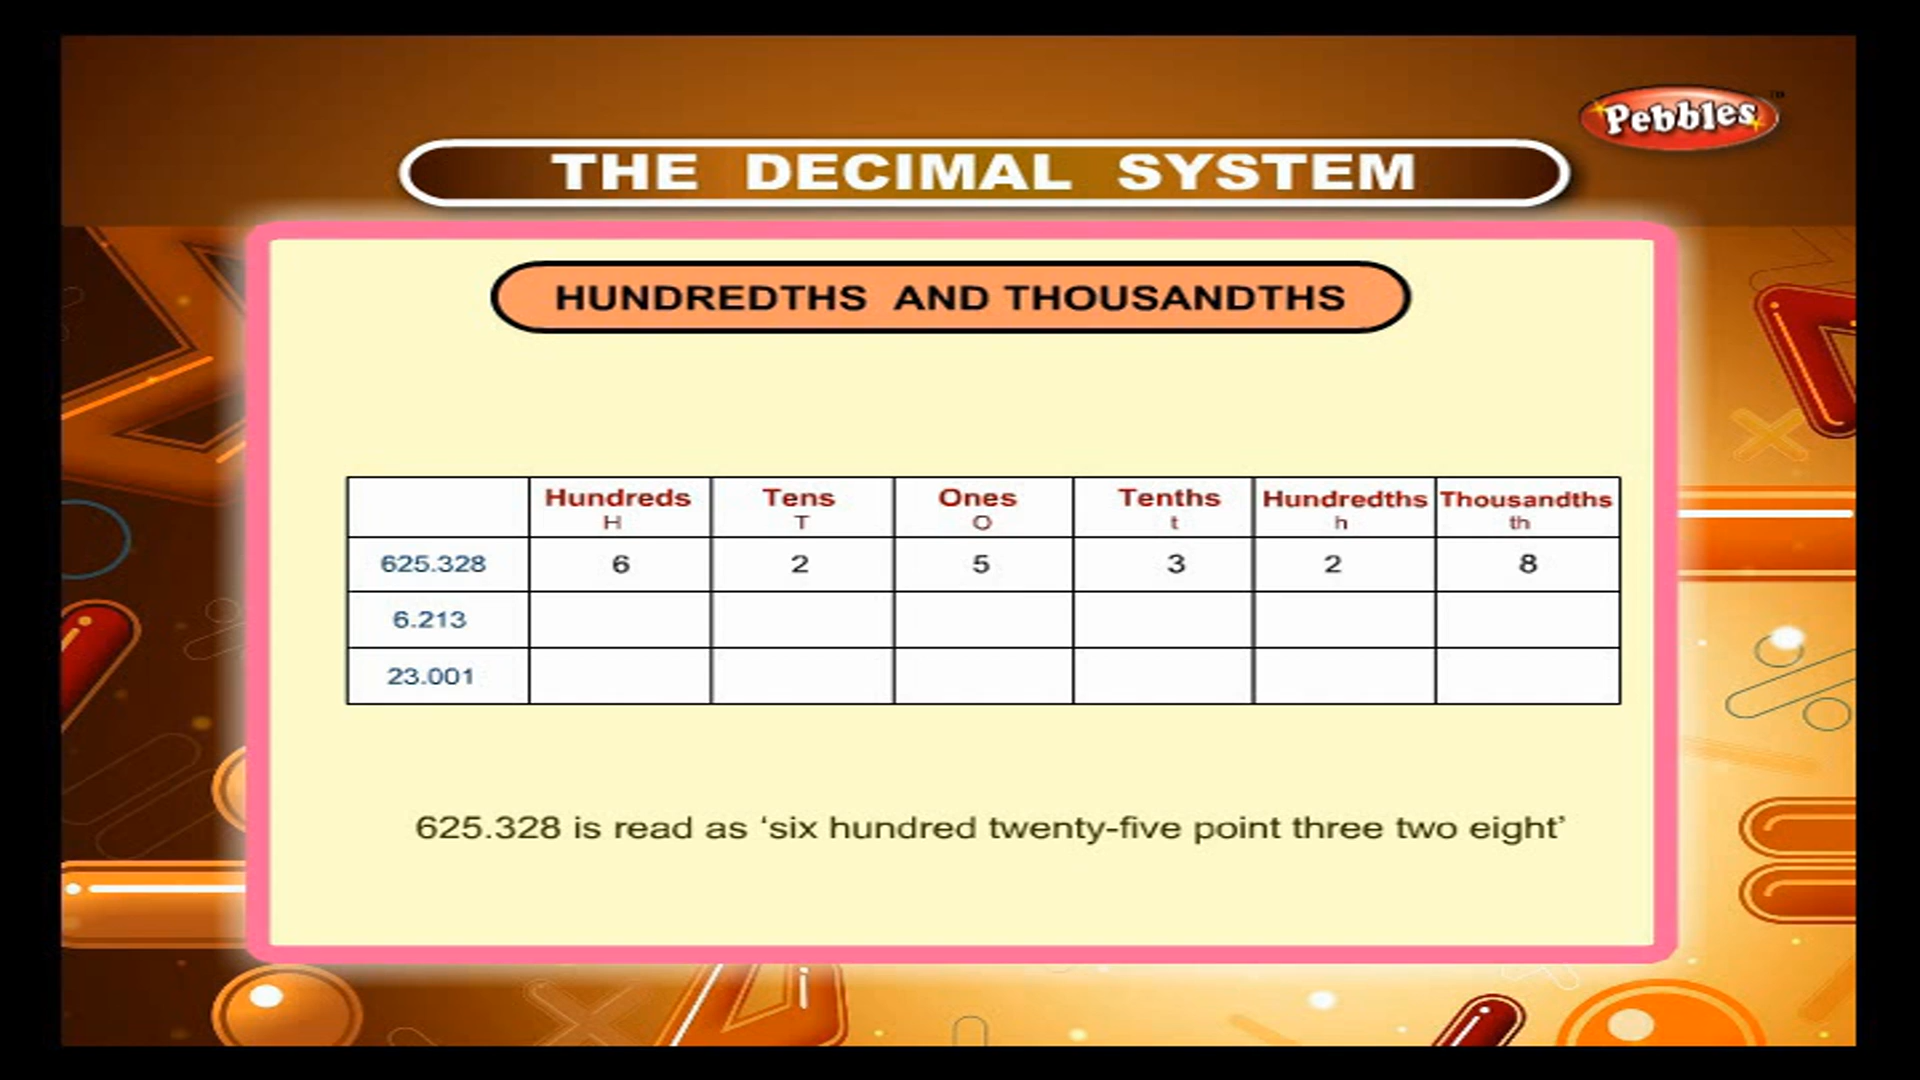 Pebbles TM
THE DECIMAL SYSTEM
HUNDREDTHS AND THOUSANDTHS
Hundreds Tens Ones Tenths Hundredths Thousandths
H T O t h th
625.328 6 2 5 3 2 8
6.213
23.001
625.328 is read as ‘six hundred twenty-five point three two eight’